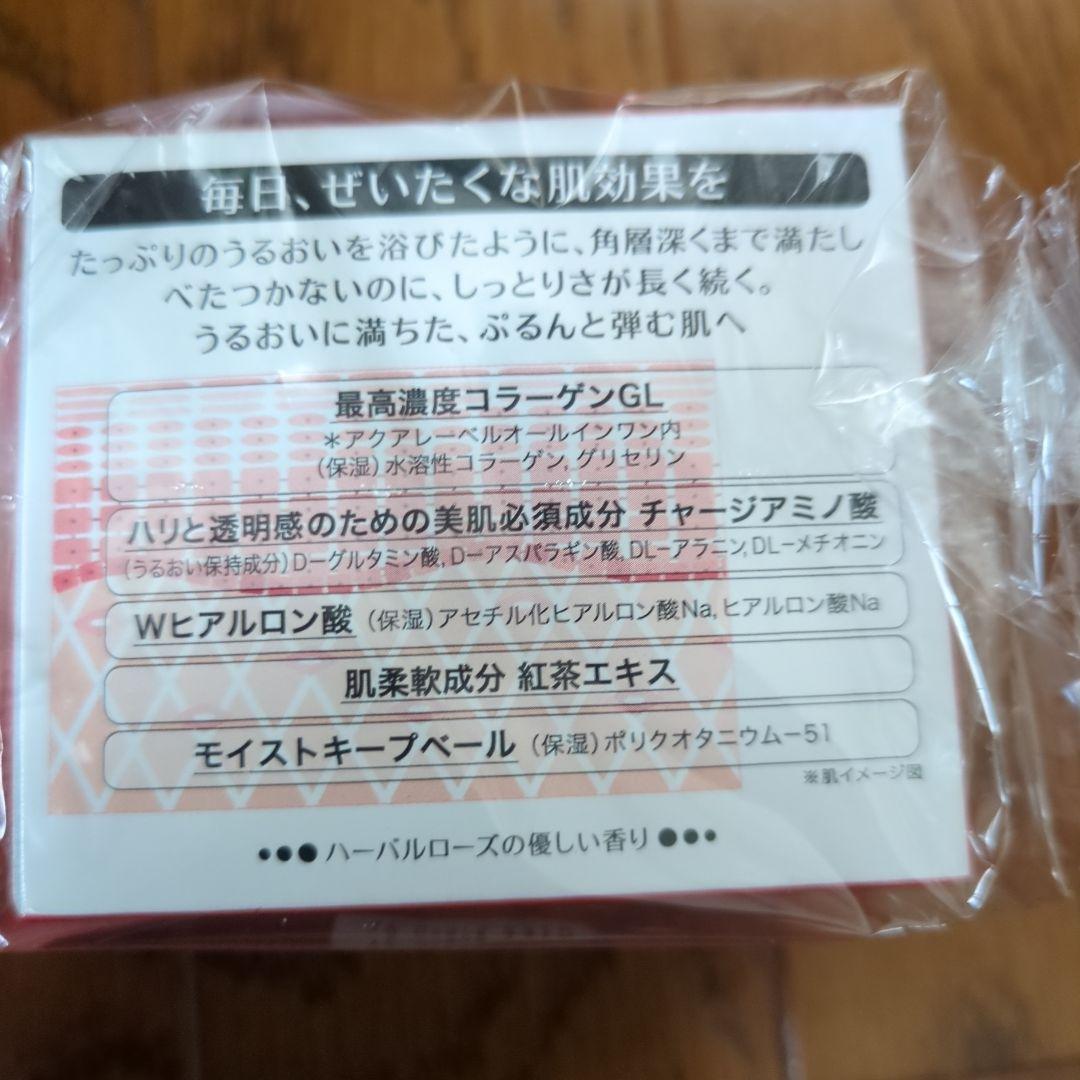 毎日、ぜいたくな肌効果を
たっぷりのうるおいを浴びたように、角層深くまで満たし
べたつかないのに、しっとりさが長く続く。
うるおいに満ちた、ぷるんと弾む肌へ
最高濃度コラーゲンGL
*アクアレーベルオールインワン内
(保湿)水溶性コラーゲン,グリセリン
ハリと透明感のための美肌必須成分 チャージアミノ酸
(うるおい保持成分)D-グルタミン酸,D-アスパラギン酸,DL-アラニン,DL-メチオニン
Wヒアルロン酸(保湿)アセチル化ヒアルロン酸Na,ヒアルロン酸Na
肌柔軟成分 紅茶エキス
モイストキープベール(保湿)ポリクオタニウム-51
※肌イメージ図
●●●ハーバルローズの優しい香り●●●